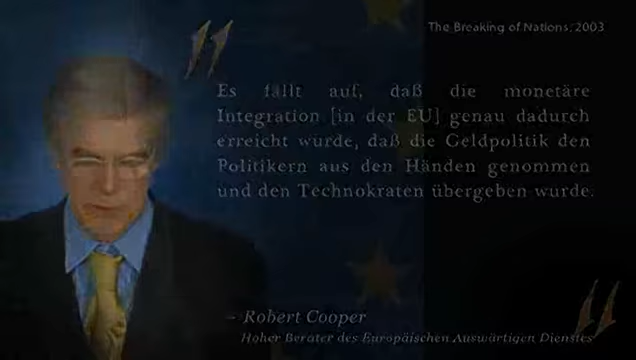 The Breaking of Nations, 2003
Es fällt auf, daß die monetäre
Integration [in der EU] genau dadurch
erreicht wurde, daß die Geldpolitik den
Politikern aus den Händen genommen
und den Technokraten übergeben wurde.
– Robert Cooper
Hoher Berater des Europäischen Auswärtigen Dienstes